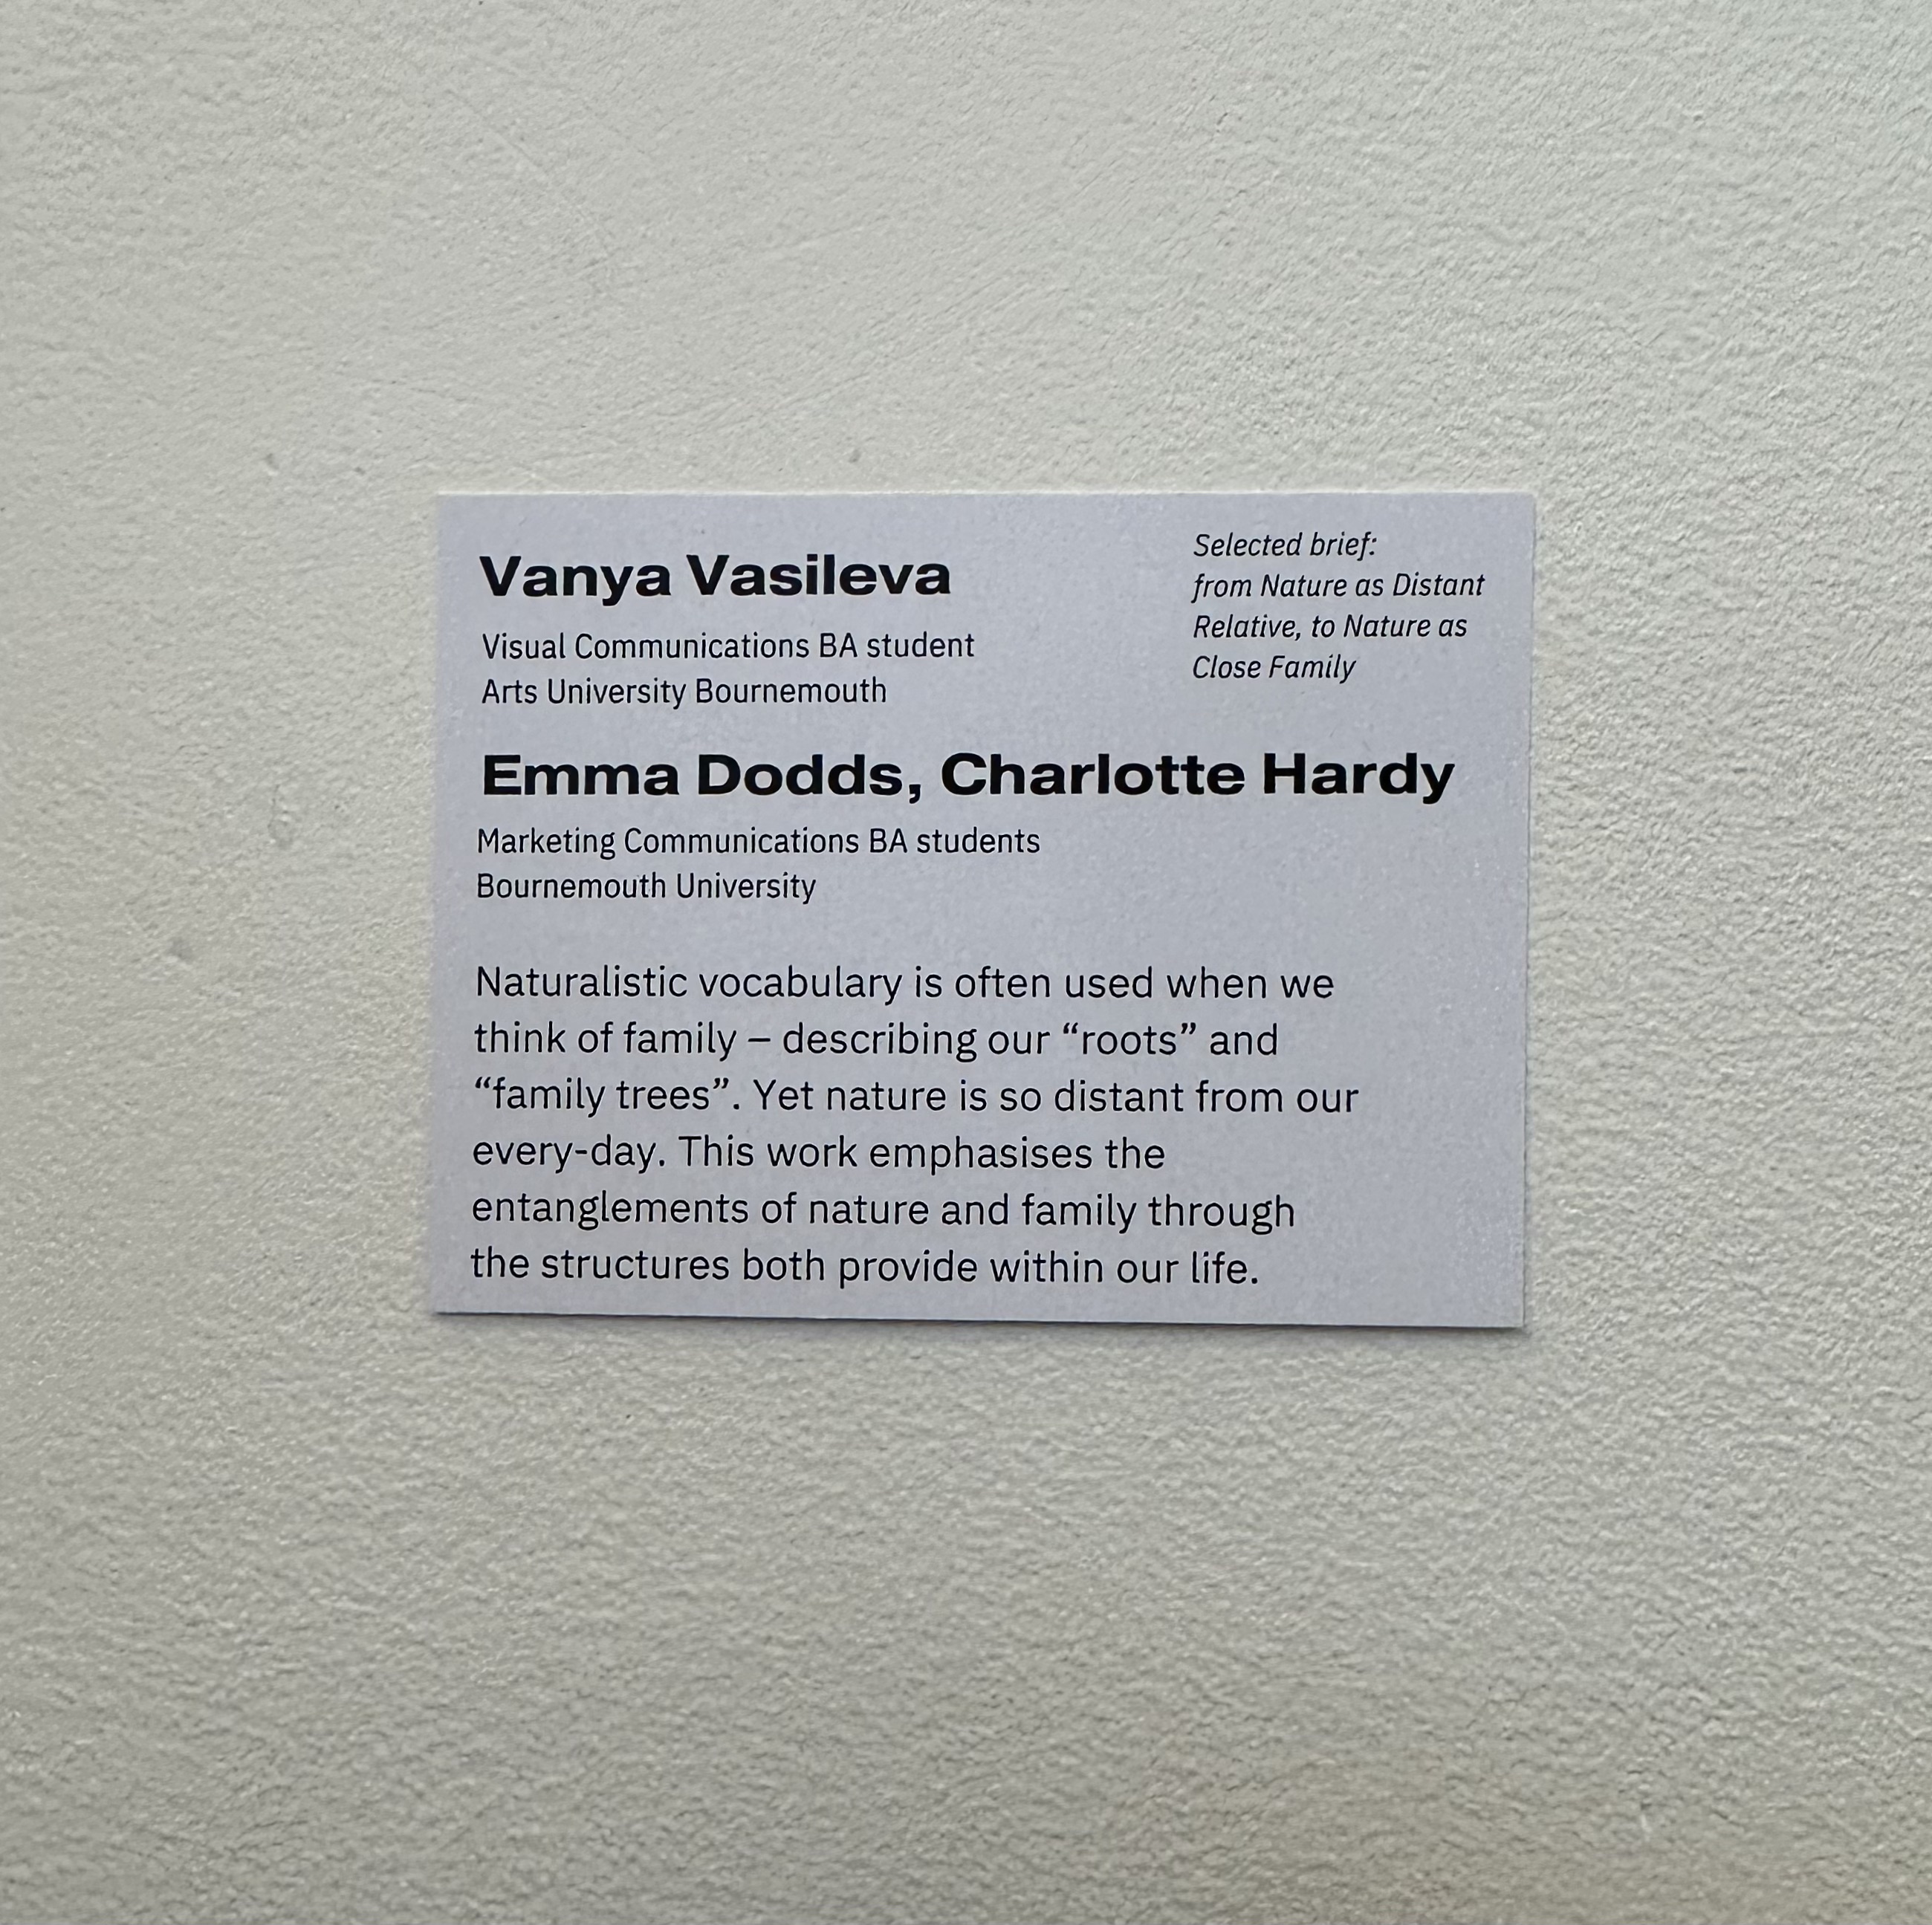 Vanya Vasileva
Visual Communications BA student
Arts University Bournemouth
Selected brief:
from Nature as Distant
Relative, to Nature as
Close Family
Emma Dodds, Charlotte Hardy
Marketing Communications BA students
Bournemouth University
Naturalistic vocabulary is often used when we
think of family – describing our “roots” and
“family trees”. Yet nature is so distant from our
every-day. This work emphasises the
entanglements of nature and family through
the structures both provide within our life.